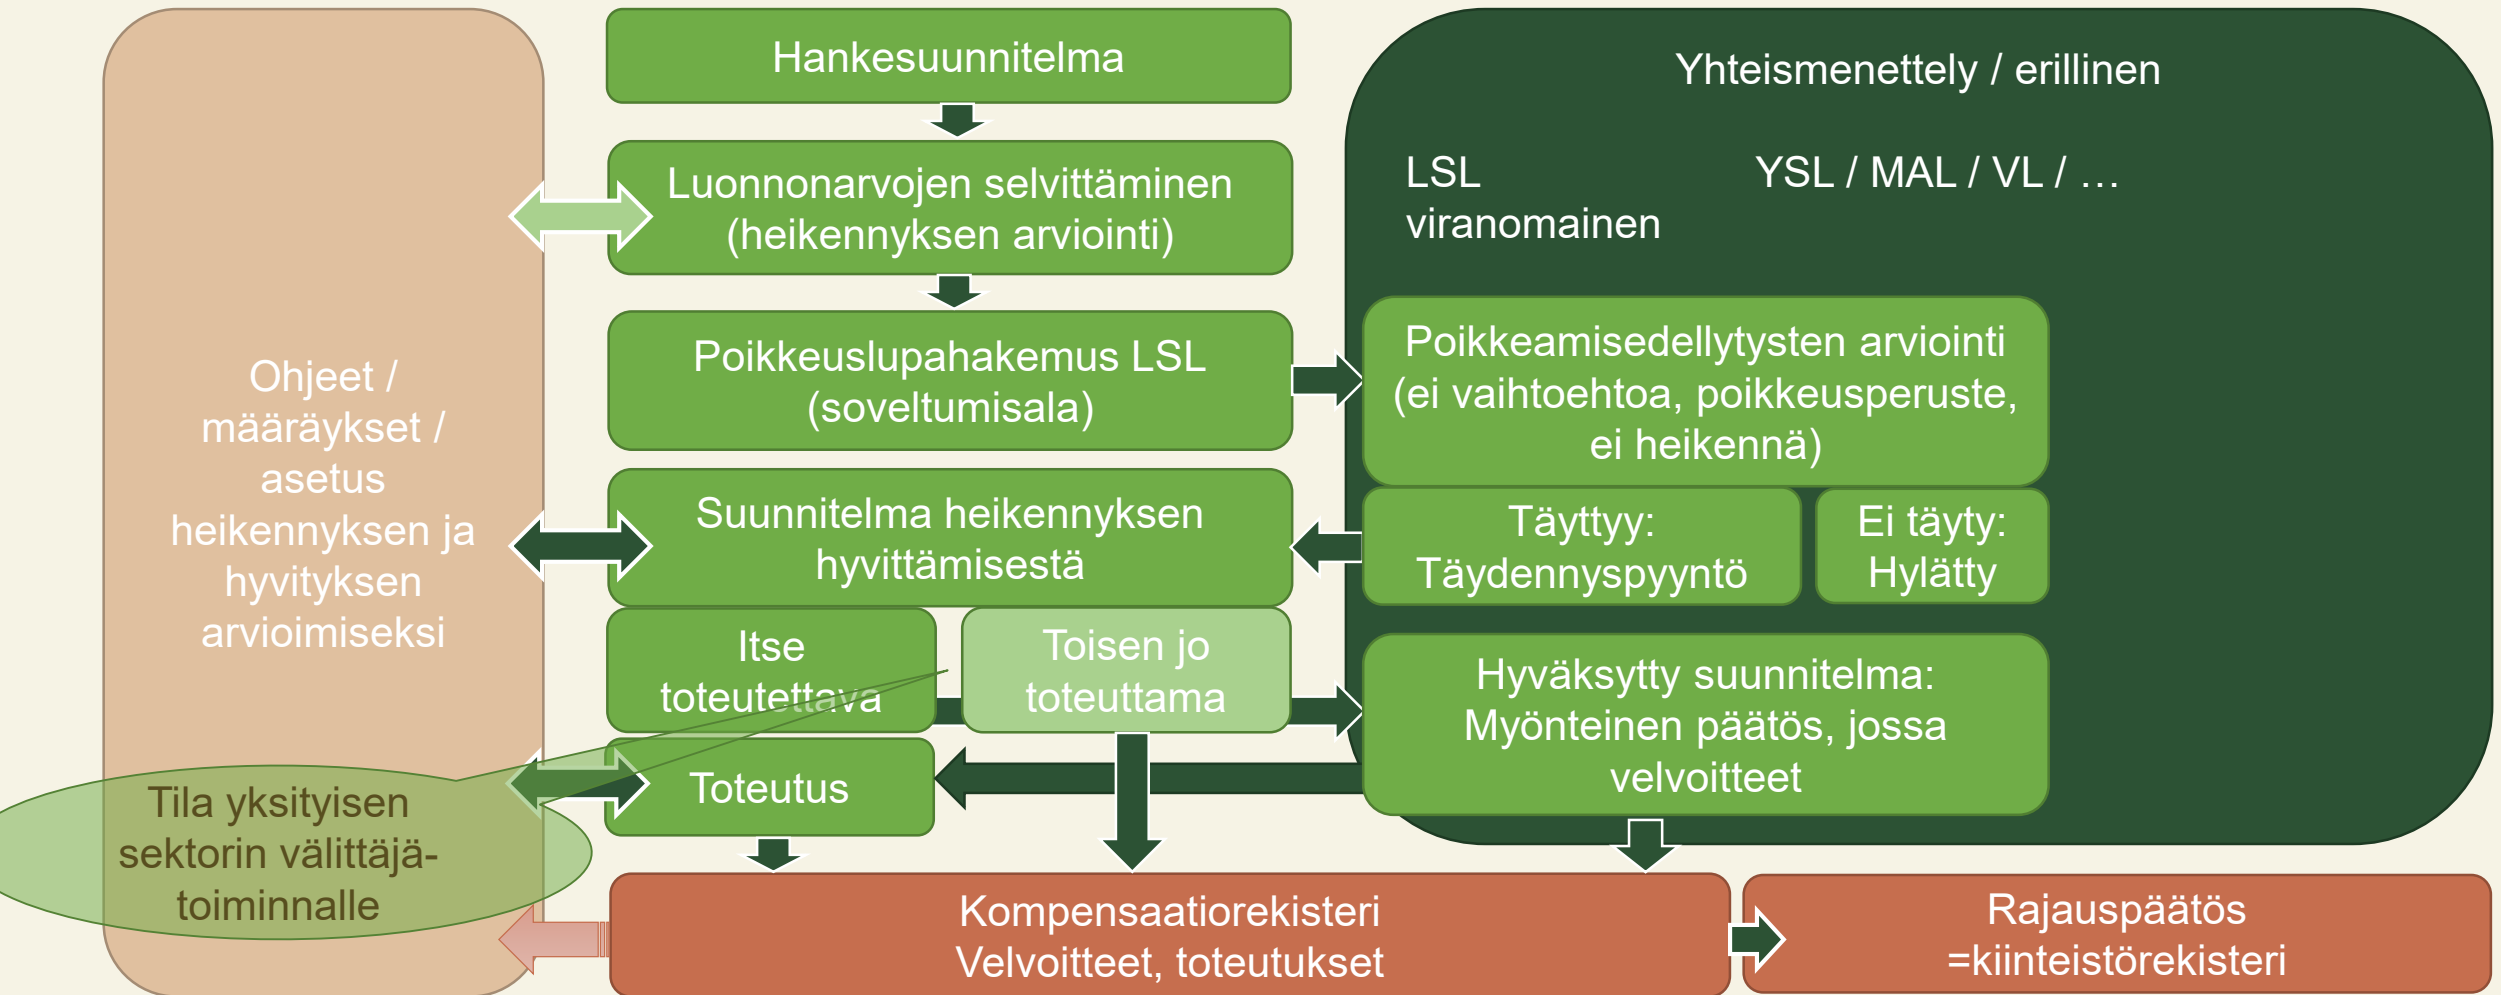 Hankesuunnitelma
Luonnonarvojen selvittäminen
(heikennyksen arviointi)
Poikkeuslupahakemus LSL
(soveltumisala)
Suunnitelma heikennyksen
hyvittämisestä
Itse
toteutettava
Toisen jo
toteuttama
Toteutus
Ohjeet /
määräykset /
asetus
heikennyksen ja
hyvityksen
arvioimiseksi
Tila yksityisen
sektorin välittäjä-
toiminnalle
Yhteismenettely / erillinen
LSL
viranomainen
YSL / MAL / VL / …
Poikkeamisedellytysten arviointi
(ei vaihtoehtoa, poikkeusperuste,
ei heikennä)
Täyttyy:
Täydennyspyyntö
Ei täyty:
Hylätty
Hyväksytty suunnitelma:
Myönteinen päätös, jossa
velvoitteet
Kompensaatiorekisteri
Velvoitteet, toteutukset
Rajauspäätös
=kiinteistörekisteri